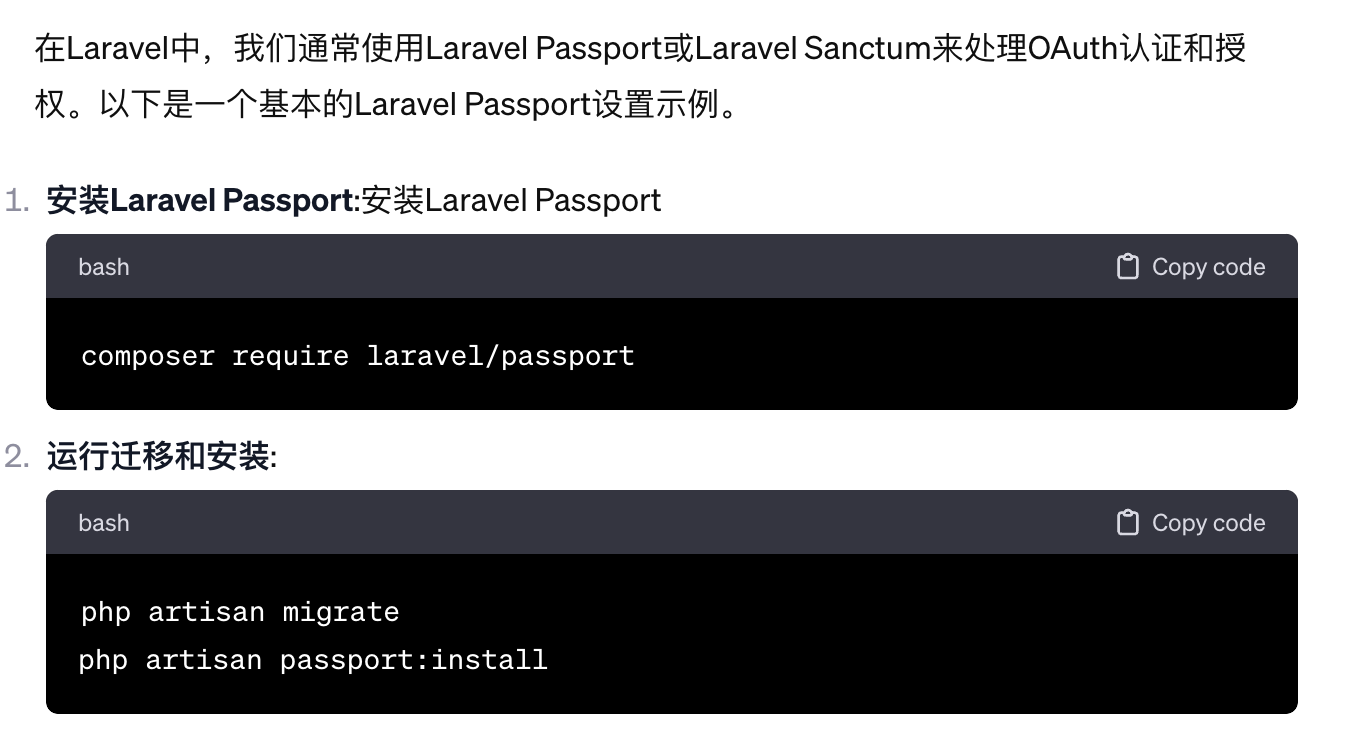 在Laravel中，我们通常使用Laravel Passport或Laravel Sanctum来处理OAuth认证和授
权。以下是一个基本的Laravel Passport设置示例。
1. 安装Laravel Passport:安装Laravel Passport
bash Copy code
composer require laravel/passport
2. 运行迁移和安装:
bash Copy code
php artisan migrate
php artisan passport:install